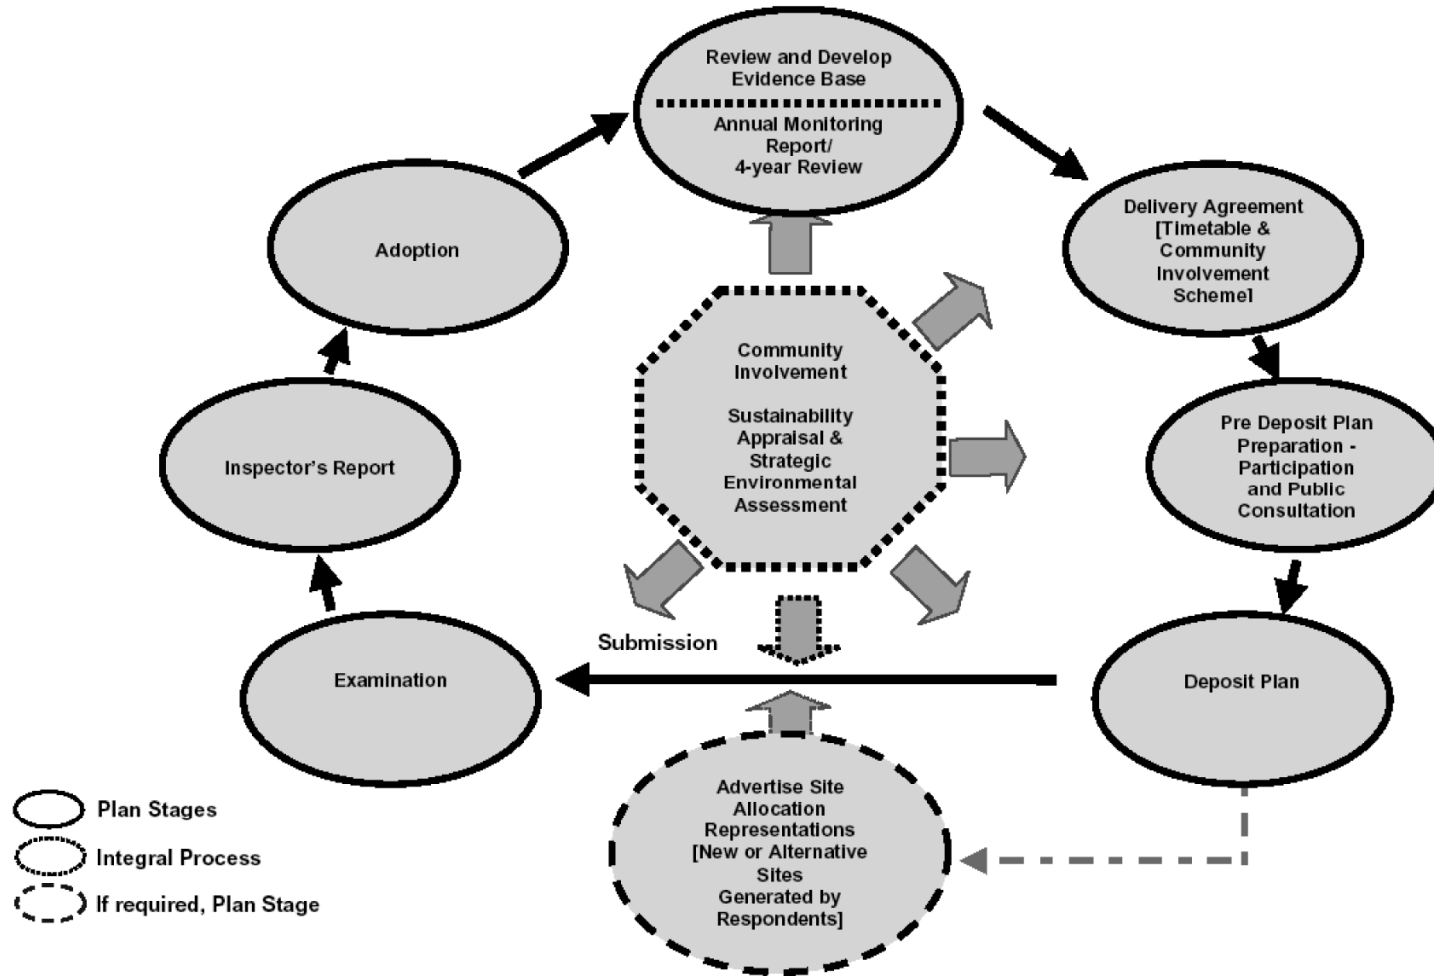 Review and Develop
Evidence Base
Annual Monitoring
Report/
4-year Review
Delivery Agreement
[Timetable &
Community
Involvement
Scheme]
Adoption
Community
Involvement
Sustainability
Appraisal &
Strategic
Environmental
Assessment
Pre Deposit Plan
Preparation -
Participation
and Public
Consultation
Inspector's Report
Submission
Examination
Deposit Plan
Advertise Site
Allocation
Representations
[New or Alternative
Sites
Generated by
Respondents]
Plan Stages
Integral Process
If required, Plan Stage